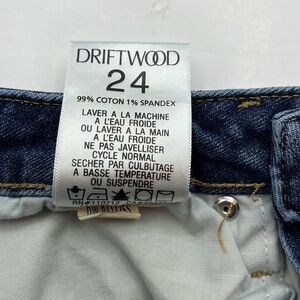 DRIFTWOOD
24
99% COTON 1% SPANDEX
LAVER A LA MACHINE
A L'EAU FROIDE
OU LAVER A LA MAIN
A L'EAU FROIDE
NE PAS JAVELLISER
CYCLE NORMAL
SECHER PAR CULBUTAGE
A BASSE TEMPERATURE
OU SUSPENDRE